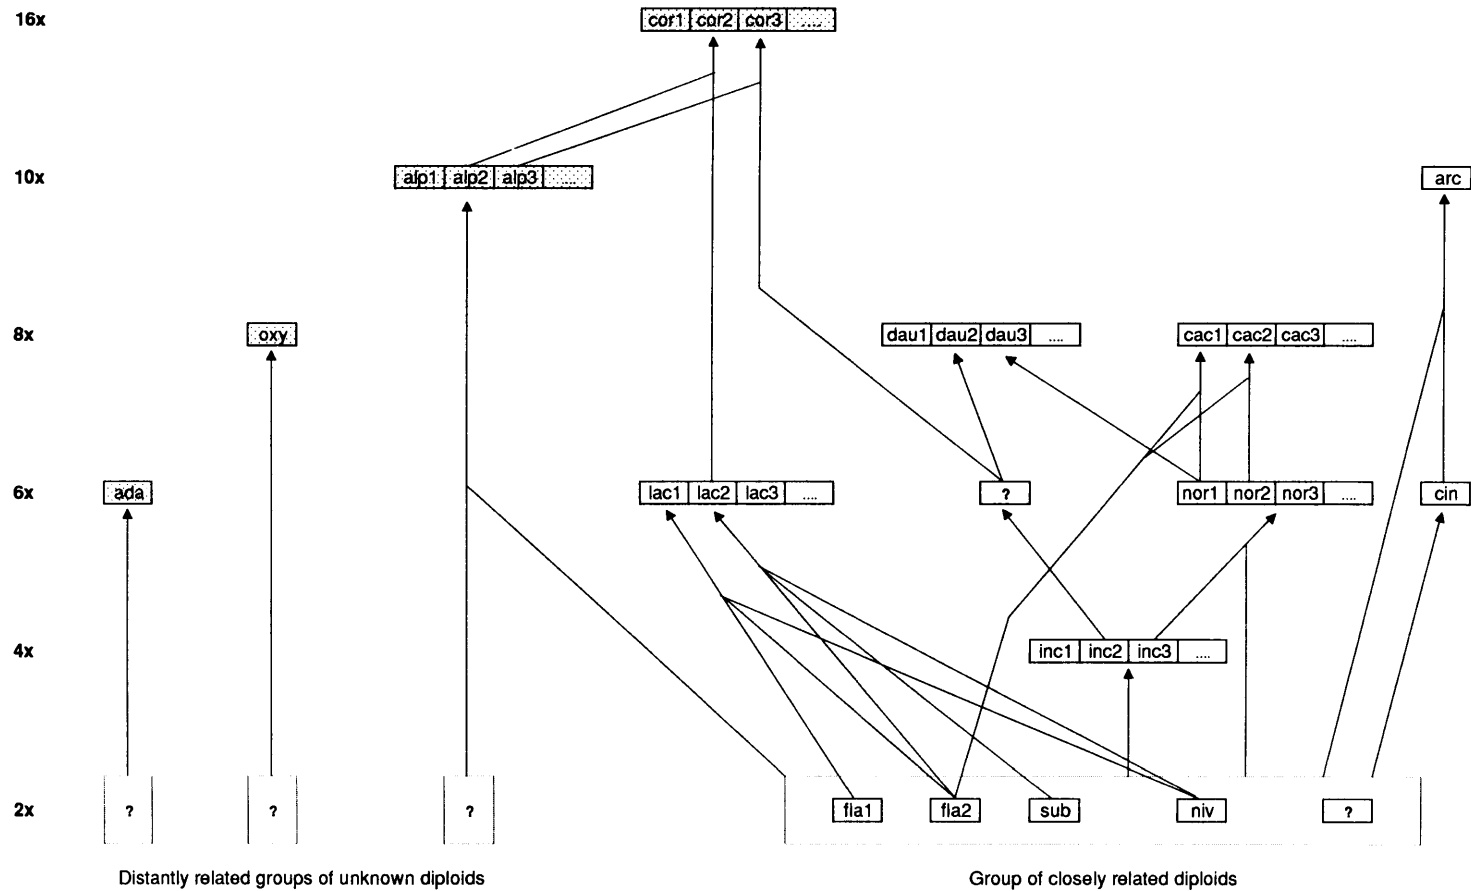 16x cor1 cor2 cor3 ....
10x alp1 alp2 alp3 .... arc
8x oxy dau1 dau2 dau3 .... cac1 cac2 cac3 ....
6x ada lac1 lac2 lac3 .... ? nor1 nor2 nor3 .... cin
4x inc1 inc2 inc3 ....
2x ? ? ? fla1 fla2 sub niv ?
Distantly related groups of unknown diploids Group of closely related diploids